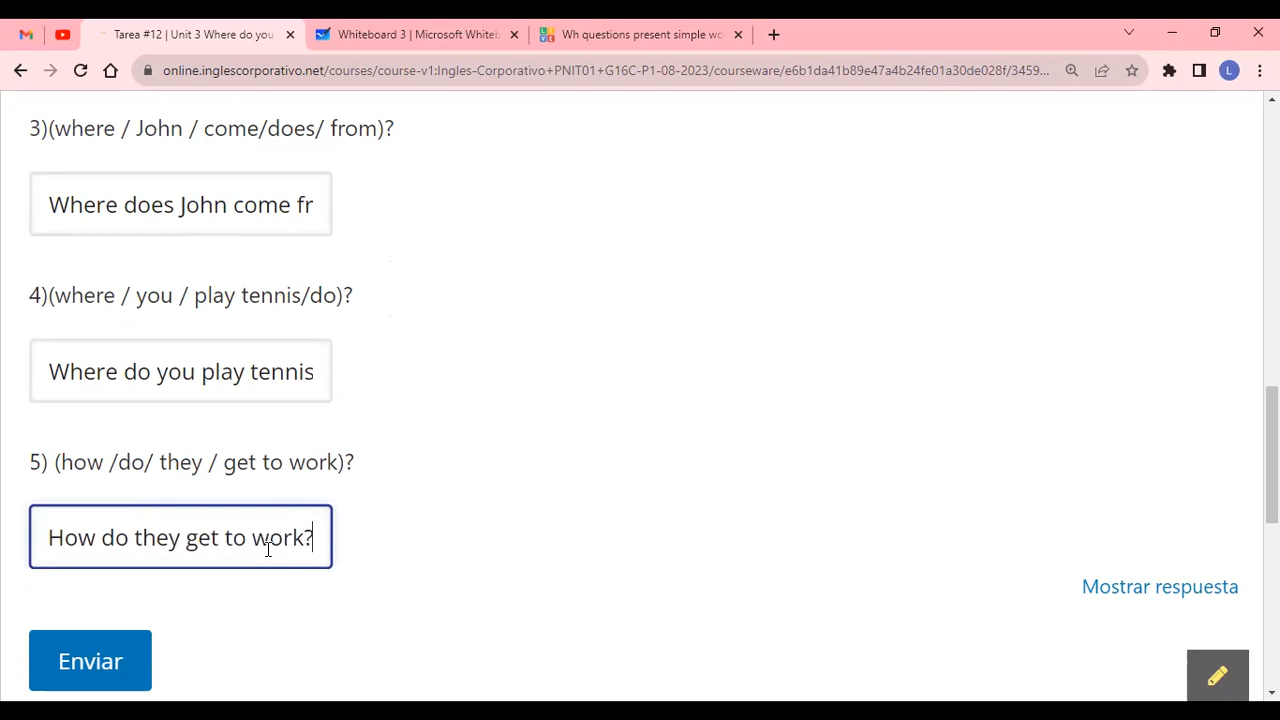 Tarea #12 | Unit 3 Where do you
Whiteboard 3 | Microsoft Whiteb
Wh questions present simple wo
online.inglescorporativo.net/courses/course-v1:Ingles-Corporativo+PNIT01+G16C-P1-08-2023/courseware/e6b1da41b89e47a4b24fe01a30de028f/3459...
L
3)(where / John / come/does/ from)?
Where does John come fr
4)(where / you / play tennis/do)?
Where do you play tennis
5) (how /do/ they / get to work)?
How do they get to work?
Mostrar respuesta
Enviar